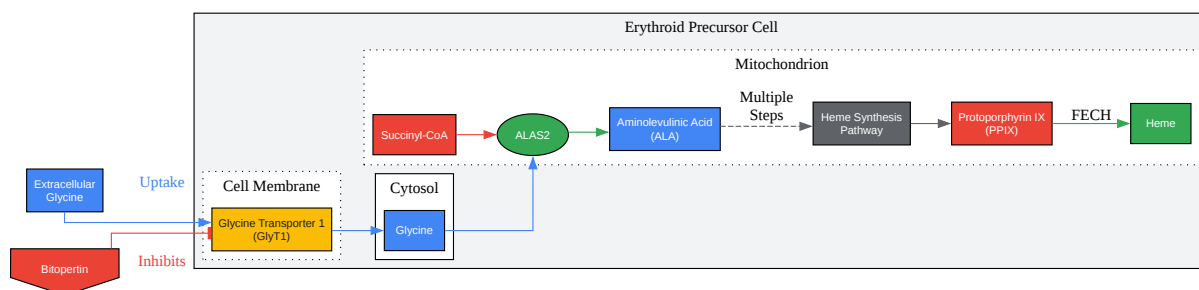 Erythroid Precursor Cell
Mitochondrion
Multiple
Steps
Succinyl-CoA
ALAS2
Aminolevulinic Acid
(ALA)
Heme Synthesis
Pathway
Protoporphyrin IX
(PPIX)
FECH
Heme
Extracellular
Glycine
Uptake
Cell Membrane
Glycine Transporter 1
(GlyT1)
Cytosol
Glycine
Bitopertin
Inhibits